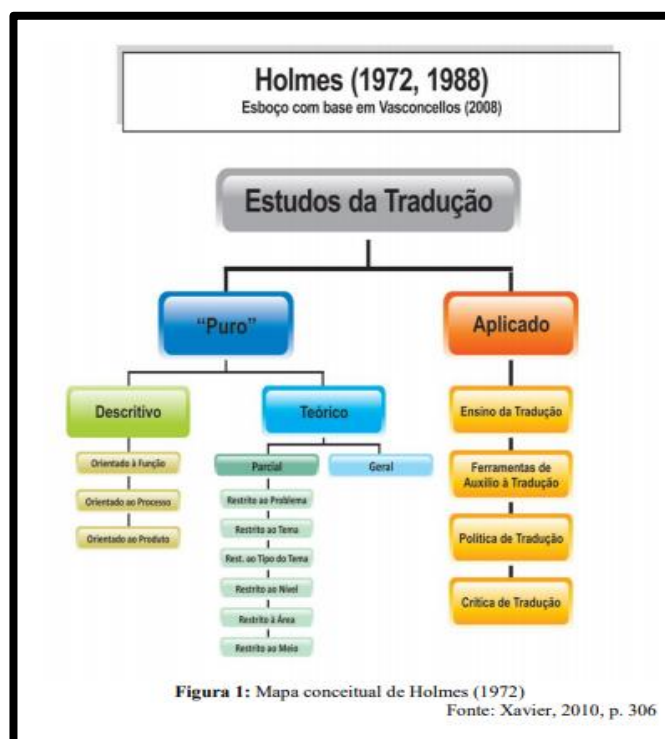 Holmes (1972, 1988)
Esboço com base em Vasconcellos (2008)
Estudos da Tradução
“Puro”
Aplicado
Descritivo
Teórico
Ensino da Tradução
Orientado à Função
Parcial
Geral
Ferramentas de
Auxílio à Tradução
Orientado ao Processo
Restrito ao Problema
Orientado ao Produto
Restrito ao Tema
Política de Tradução
Rest. ao Tipo do Tema
Restrito ao Nível
Crítica de Tradução
Restrito à Área
Restrito ao Meio
Figura 1: Mapa conceitual de Holmes (1972)
Fonte: Xavier, 2010, p. 306